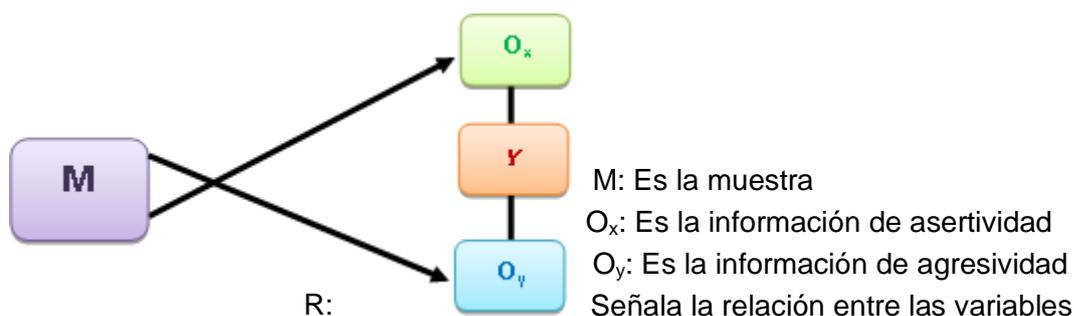 Oₓ
M
Y
M: Es la muestra
Oₓ: Es la información de asertividad
Oᵧ: Es la información de agresividad
Oᵧ
R: Señala la relación entre las variables